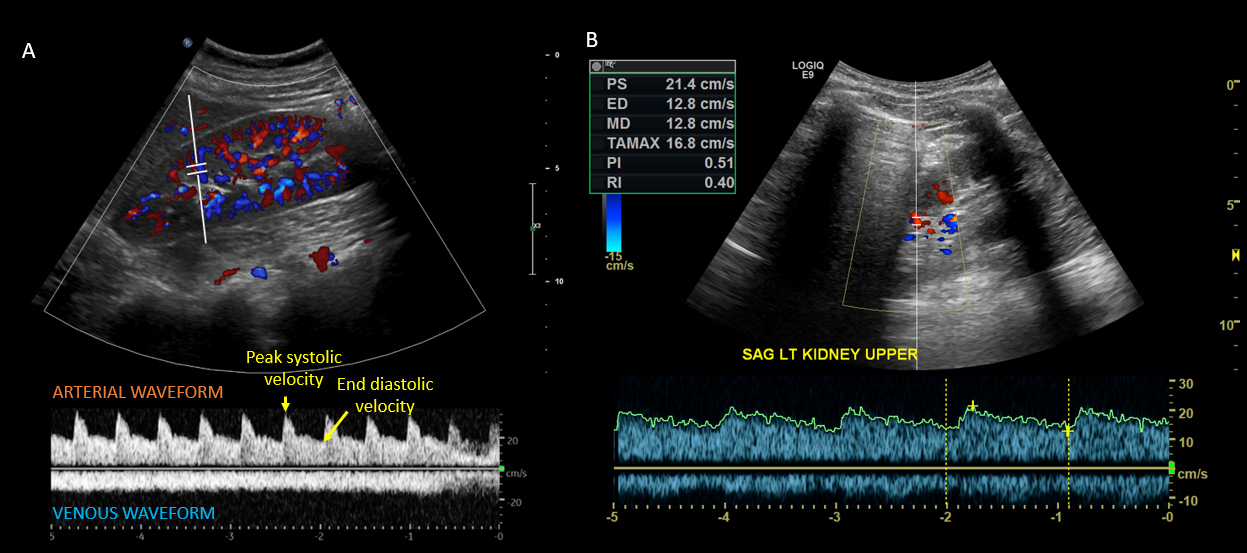 A
0
5
x3
10
Peak systolic
velocity
End diastolic
velocity
ARTERIAL WAVEFORM
20
cm/s
-20
VENOUS WAVEFORM
-5
-4
-3
-2
-1
-0
B
LOGIQ
E9
PS 21.4 cm/s
ED 12.8 cm/s
MD 12.8 cm/s
TAMAX 16.8 cm/s
PI 0.51
RI 0.40
-15
cm/s
0
5
10
SAG LT KIDNEY UPPER
30
20
10
cm/s
-10
-5
-4
-3
-2
-1
-0